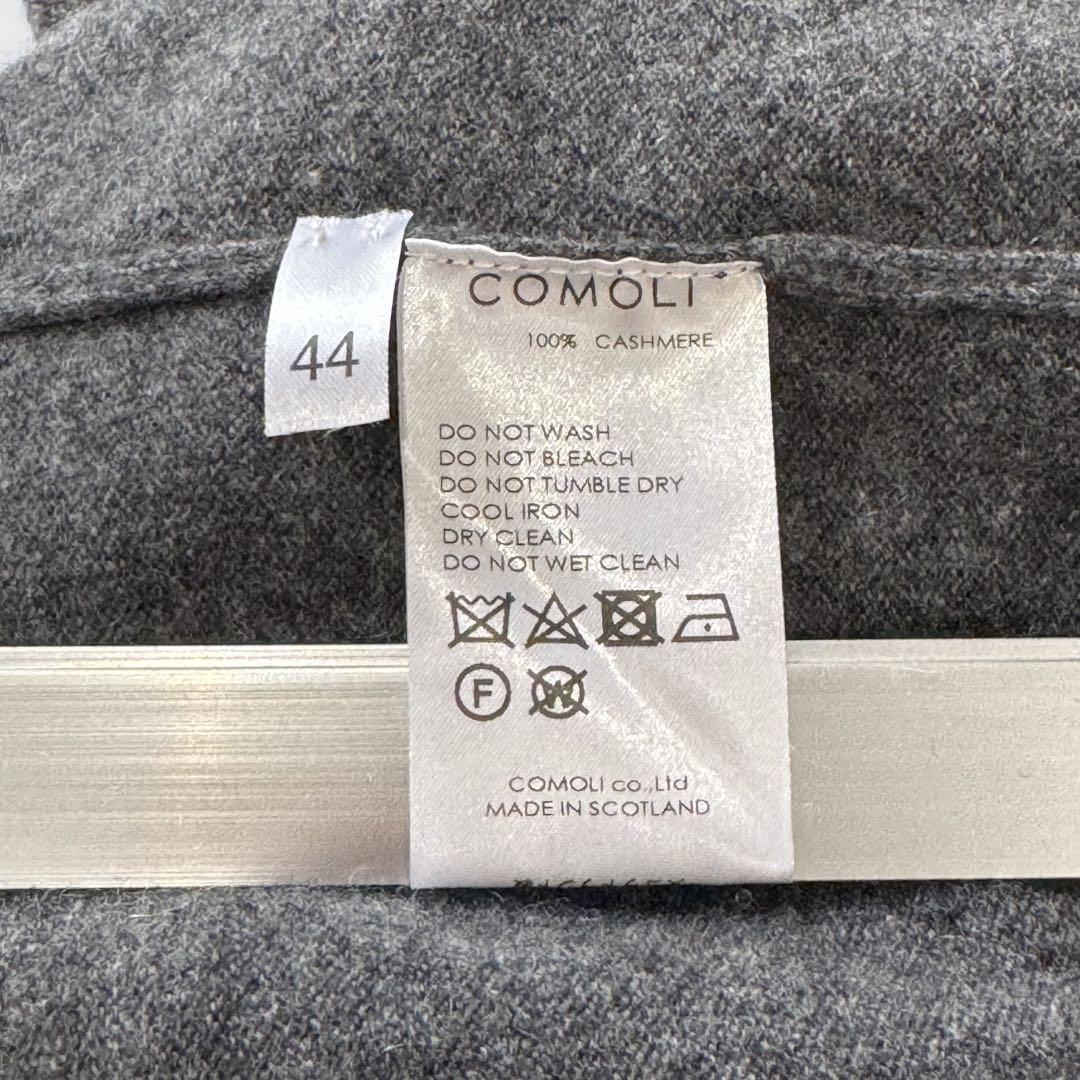 44
COMOLI
100% CASHMERE
DO NOT WASH
DO NOT BLEACH
DO NOT TUMBLE DRY
COOL IRON
DRY CLEAN
DO NOT WET CLEAN
F W
COMOLI co.,Ltd
MADE IN SCOTLAND